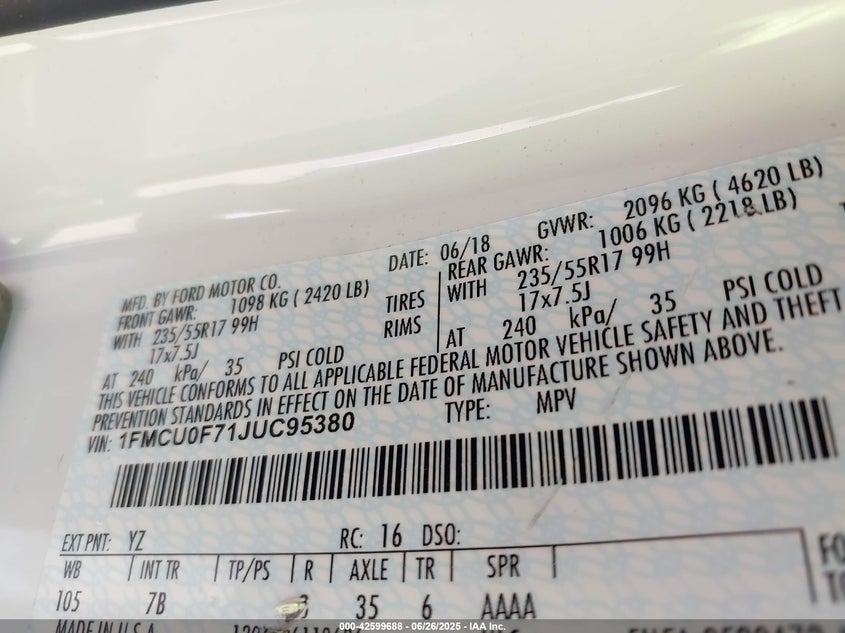 MFD. BY FORD MOTOR CO. DATE: 06/18 GVWR: 2096 KG ( 4620 LB)
FRONT GAWR: 1098 KG ( 2420 LB) REAR GAWR: 1006 KG ( 2218 LB)
WITH 235/55R17 99H TIRES WITH 235/55R17 99H
17x7.5J RIMS 17x7.5J
AT 240 kPa/ 35 PSI COLD AT 240 kPa/ 35 PSI COLD
THIS VEHICLE CONFORMS TO ALL APPLICABLE FEDERAL MOTOR VEHICLE SAFETY AND THEFT
PREVENTION STANDARDS IN EFFECT ON THE DATE OF MANUFACTURE SHOWN ABOVE.
VIN: 1FMCU0F71JUC95380 TYPE: MPV
EXT PNT: YZ RC: 16 DSO:
WB INT TR TP/PS R AXLE TR SPR
105 7B 35 6 AAAA
MADE IN U.S.A.
000-42599688 - 06/26/2025 - IAA Inc.